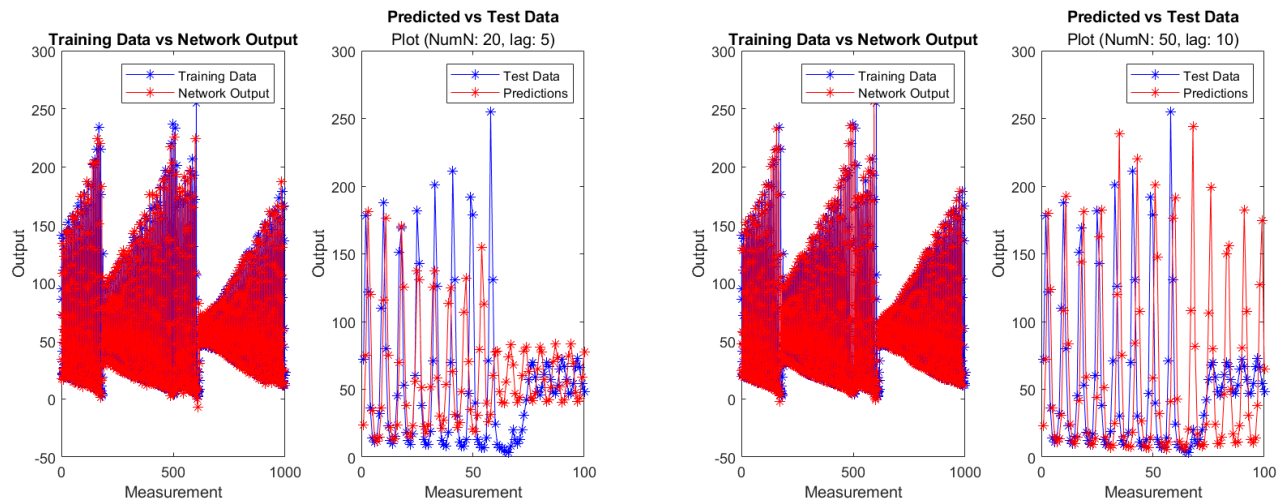 Training Data vs Network Output
300
250
200
150
100
50
0
-50
Output
0
500
1000
Measurement
Training Data
Network Output
Predicted vs Test Data
Plot (NumN: 20, lag: 5)
300
250
200
150
100
50
0
Output
0
50
100
Measurement
Test Data
Predictions
Training Data vs Network Output
300
250
200
150
100
50
0
-50
Output
0
500
1000
Measurement
Training Data
Network Output
Predicted vs Test Data
Plot (NumN: 50, lag: 10)
300
250
200
150
100
50
0
Output
0
50
100
Measurement
Test Data
Predictions